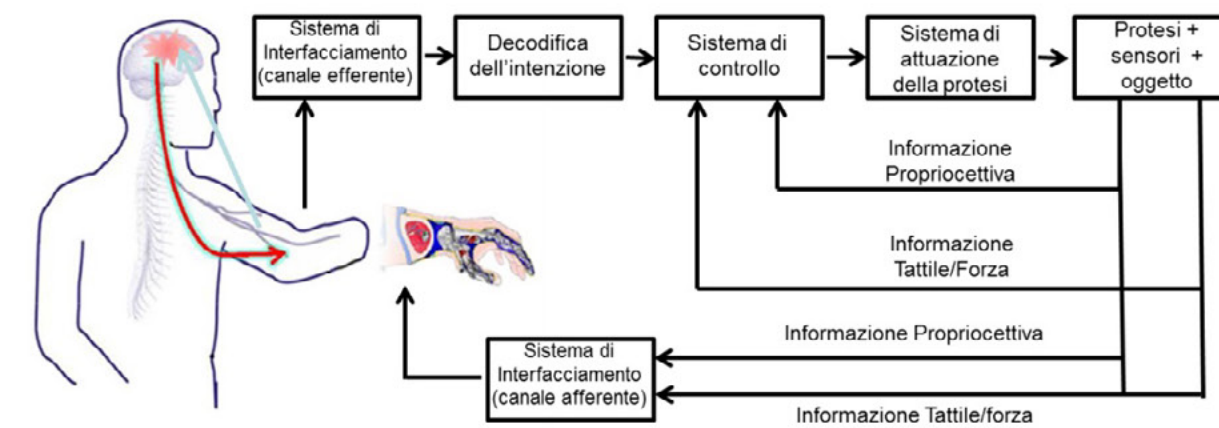 Sistema di
Interfacciamento
(canale efferente)
Decodifica
dell'intenzione
Sistema di
controllo
Sistema di
attuazione
della protesi
Protesi +
sensori +
oggetto
Informazione
Propriocettiva
Informazione
Tattile/Forza
Informazione Propriocettiva
Sistema di
Interfacciamento
(canale afferente)
Informazione Tattile/forza